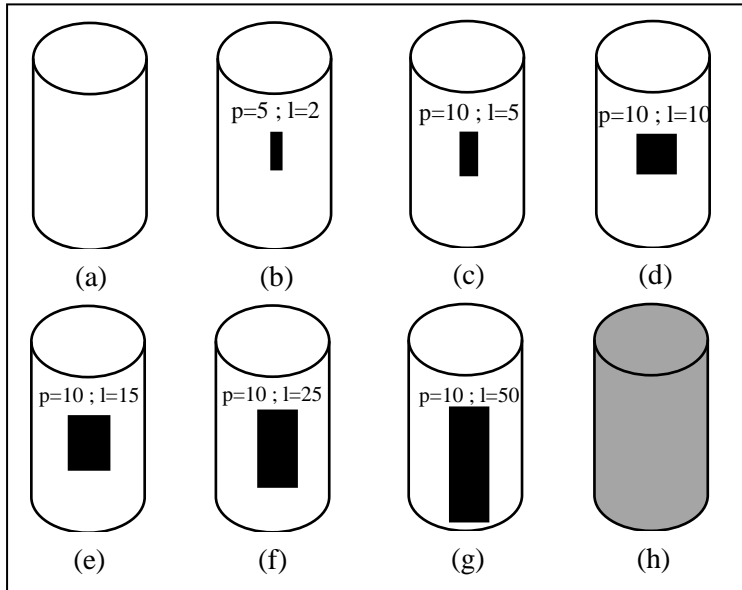 p=5 ; l=2
p=10 ; l=5
p=10 ; l=10
(a)
(b)
(c)
(d)
p=10 ; l=15
p=10 ; l=25
p=10 ; l=50
(e)
(f)
(g)
(h)